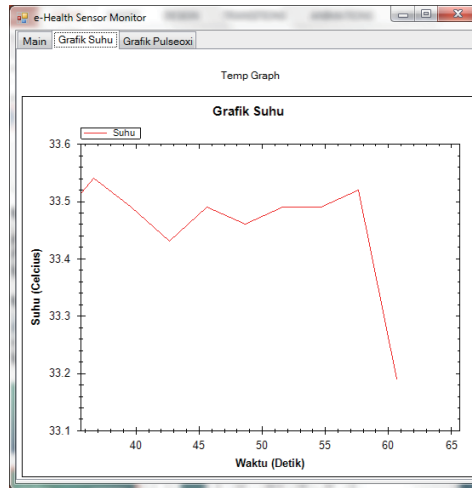 e-Health Sensor Monitor
Main Grafik Suhu Grafik Pulseoxi
Temp Graph
Grafik Suhu
Suhu
33.6
33.5
33.4
33.3
33.2
33.1
Suhu (Celcius)
40 45 50 55 60 65
Waktu (Detik)